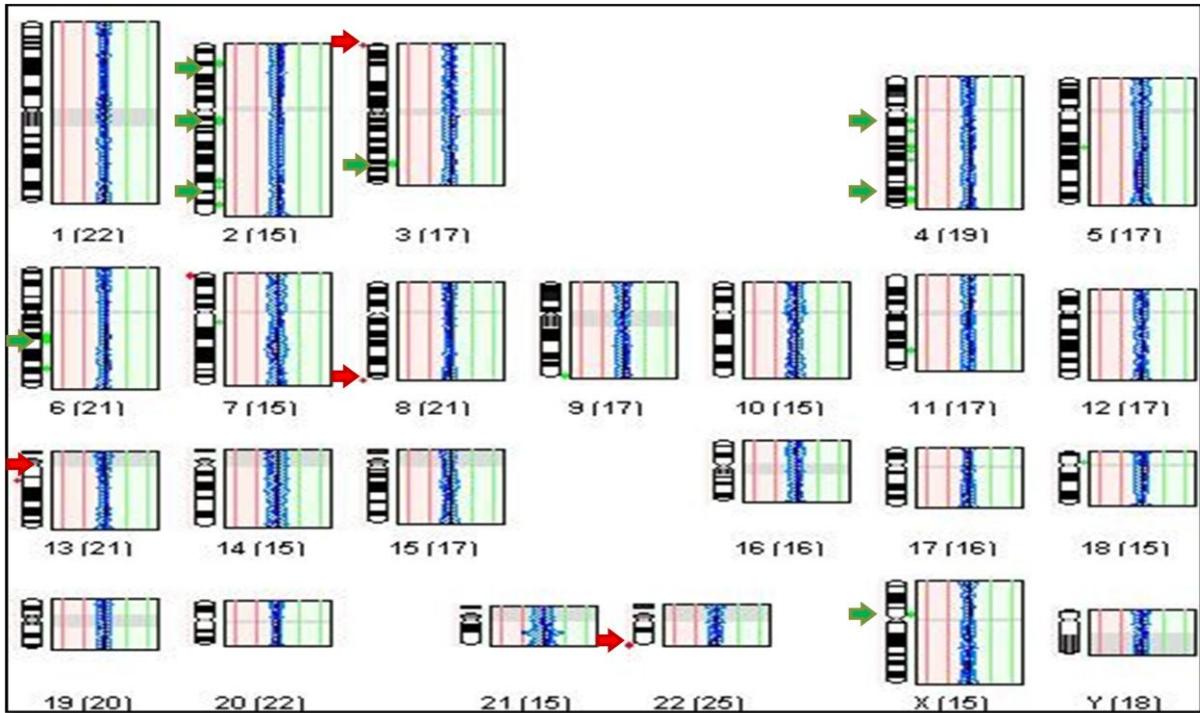 1 [22] 2 [15] 3 [17] 4 [19] 5 [17]
6 [21] 7 [15] 8 [21] 9 [17] 10 [15] 11 [17] 12 [17]
13 [21] 14 [15] 15 [17] 16 [16] 17 [16] 18 [15]
19 [20] 20 [22] 21 [15] 22 [25] X [15] Y [18]